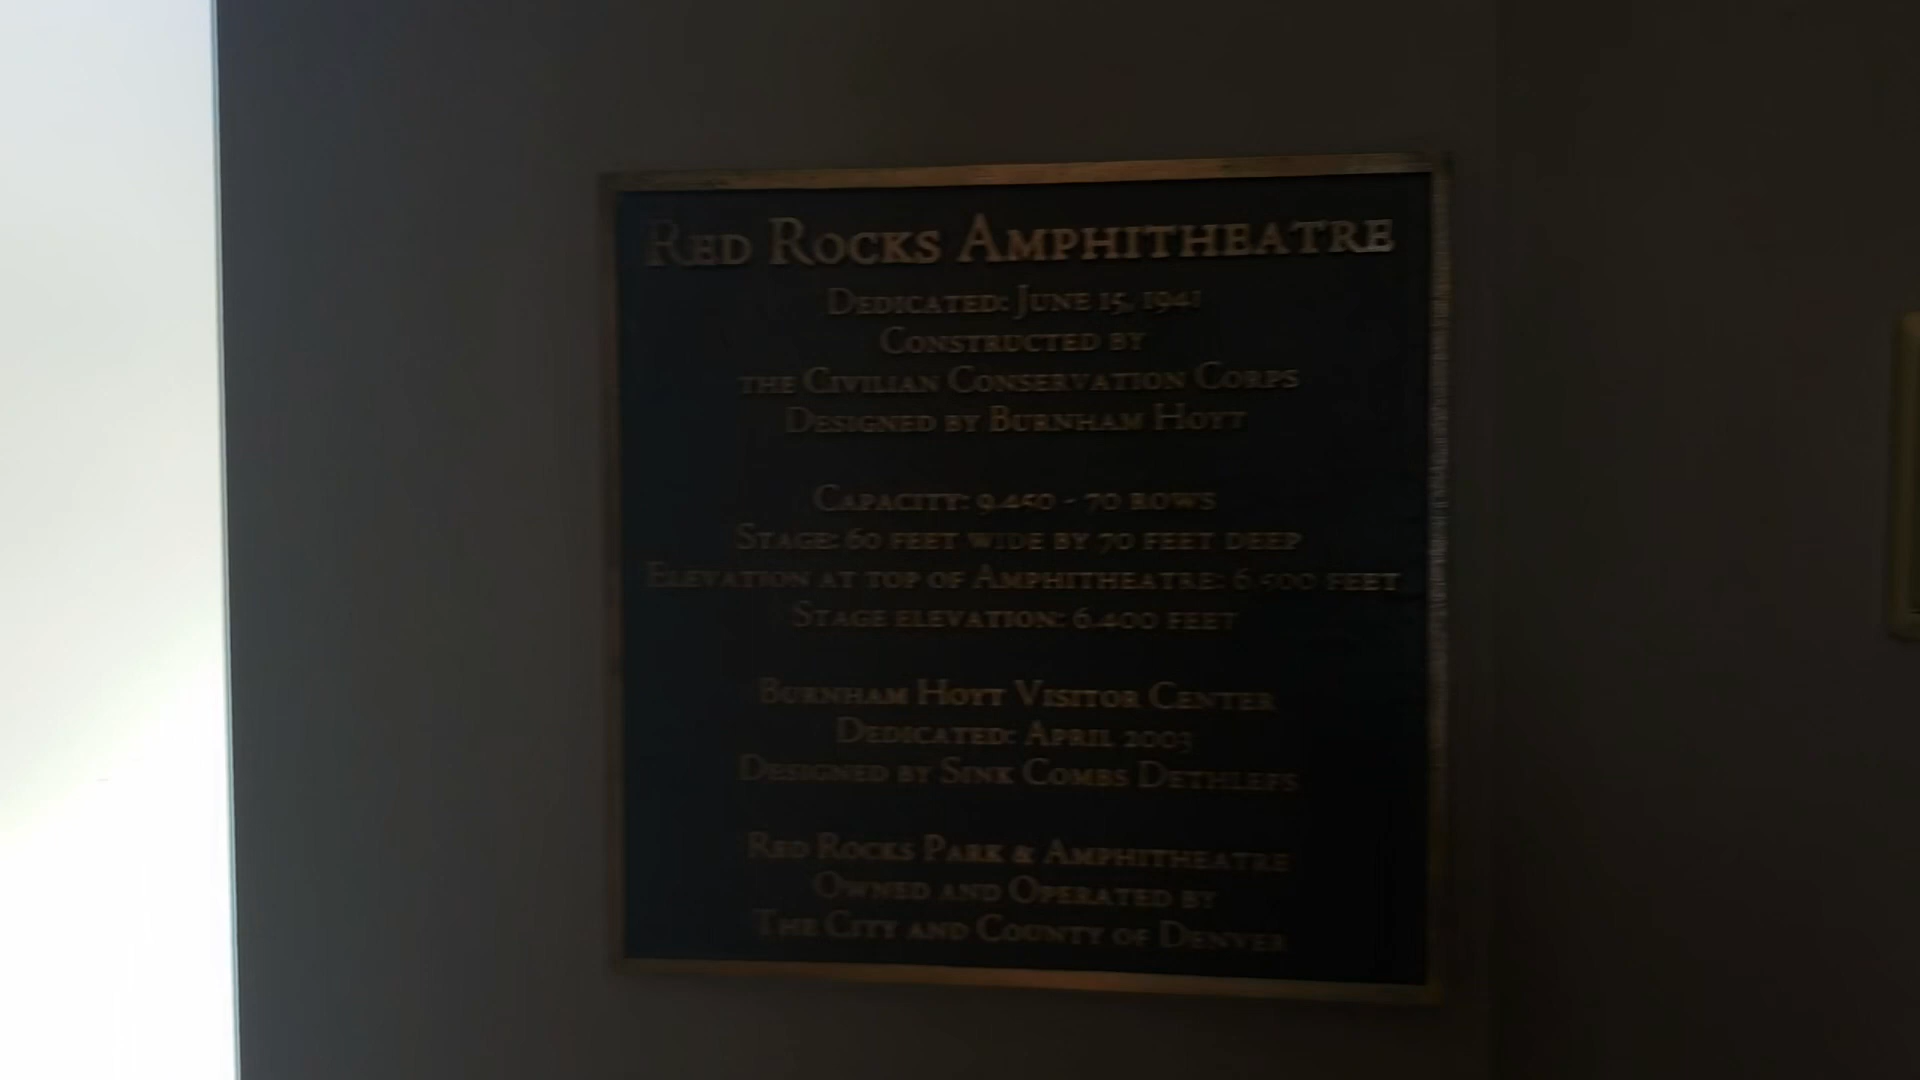 Red Rocks Amphitheatre
Dedicated: June 15, 1941
Constructed by
the Civilian Conservation Corps
Designed by Burnham Hoyt
Capacity: 9,450 - 70 rows
Stage: 60 feet wide by 70 feet deep
Elevation at top of Amphitheatre: 6,500 feet
Stage elevation: 6,400 feet
Burnham Hoyt Visitor Center
Dedicated: April 2003
Designed by Sink Combs Dethlefs
Red Rocks Park & Amphitheatre
Owned and Operated by
The City and County of Denver